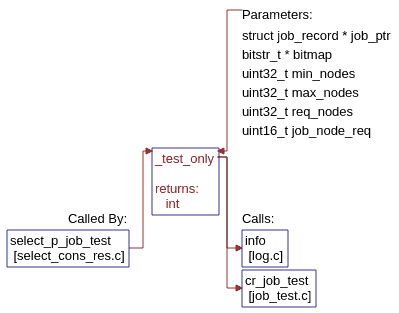 Parameters:
struct job_record * job_ptr
bitstr_t * bitmap
uint32_t min_nodes
uint32_t max_nodes
uint32_t req_nodes
uint16_t job_node_req
_test_only
returns:
int
Called By:
select_p_job_test
[select_cons_res.c]
Calls:
info
[log.c]
cr_job_test
[job_test.c]